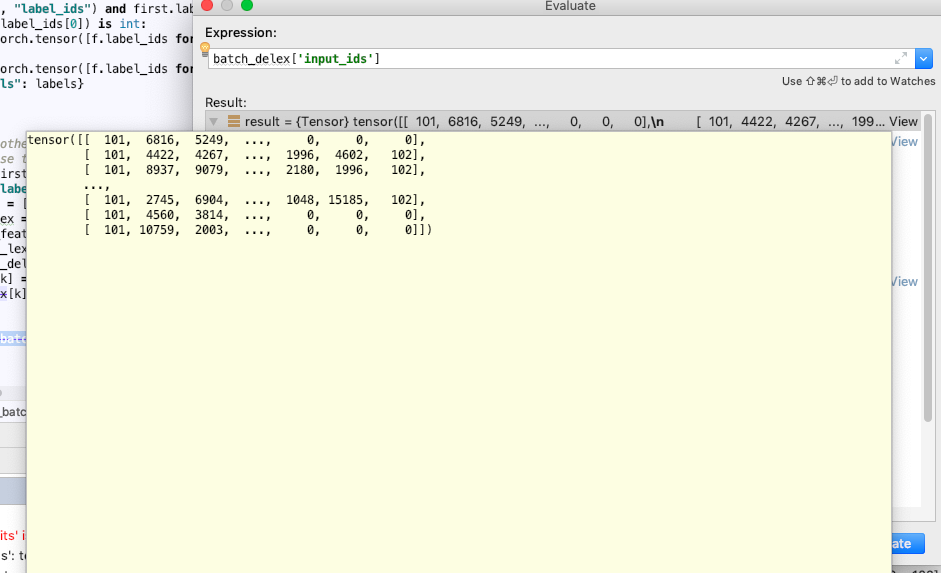 , "label_ids") and first.lab
Evaluate
label_ids[0]) is int:
Expression:
orch.tensor([f.label_ids for
batch_delex['input_ids']
orch.tensor([f.label_ids for
ls": labels}
Use ⇧⌘⏎ to add to Watches
Result:
result = {Tensor} tensor([[ 101, 6816, 5249, ..., 0, 0, 0],\n [ 101, 4422, 4267, ..., 199... View
tensor([[ 101, 6816, 5249, ..., 0, 0, 0],
[ 101, 4422, 4267, ..., 1996, 4602, 102],
[ 101, 8937, 9079, ..., 2180, 1996, 102],
...,
[ 101, 2745, 6904, ..., 1048, 15185, 102],
[ 101, 4560, 3814, ..., 0, 0, 0],
[ 101, 10759, 2003, ..., 0, 0, 0]])
View
othe
se t
irst
labe
= [
ex =
_feat
_lex
_del
k] =
x[k]
View
batc
_batc
its' i
s': te
ate